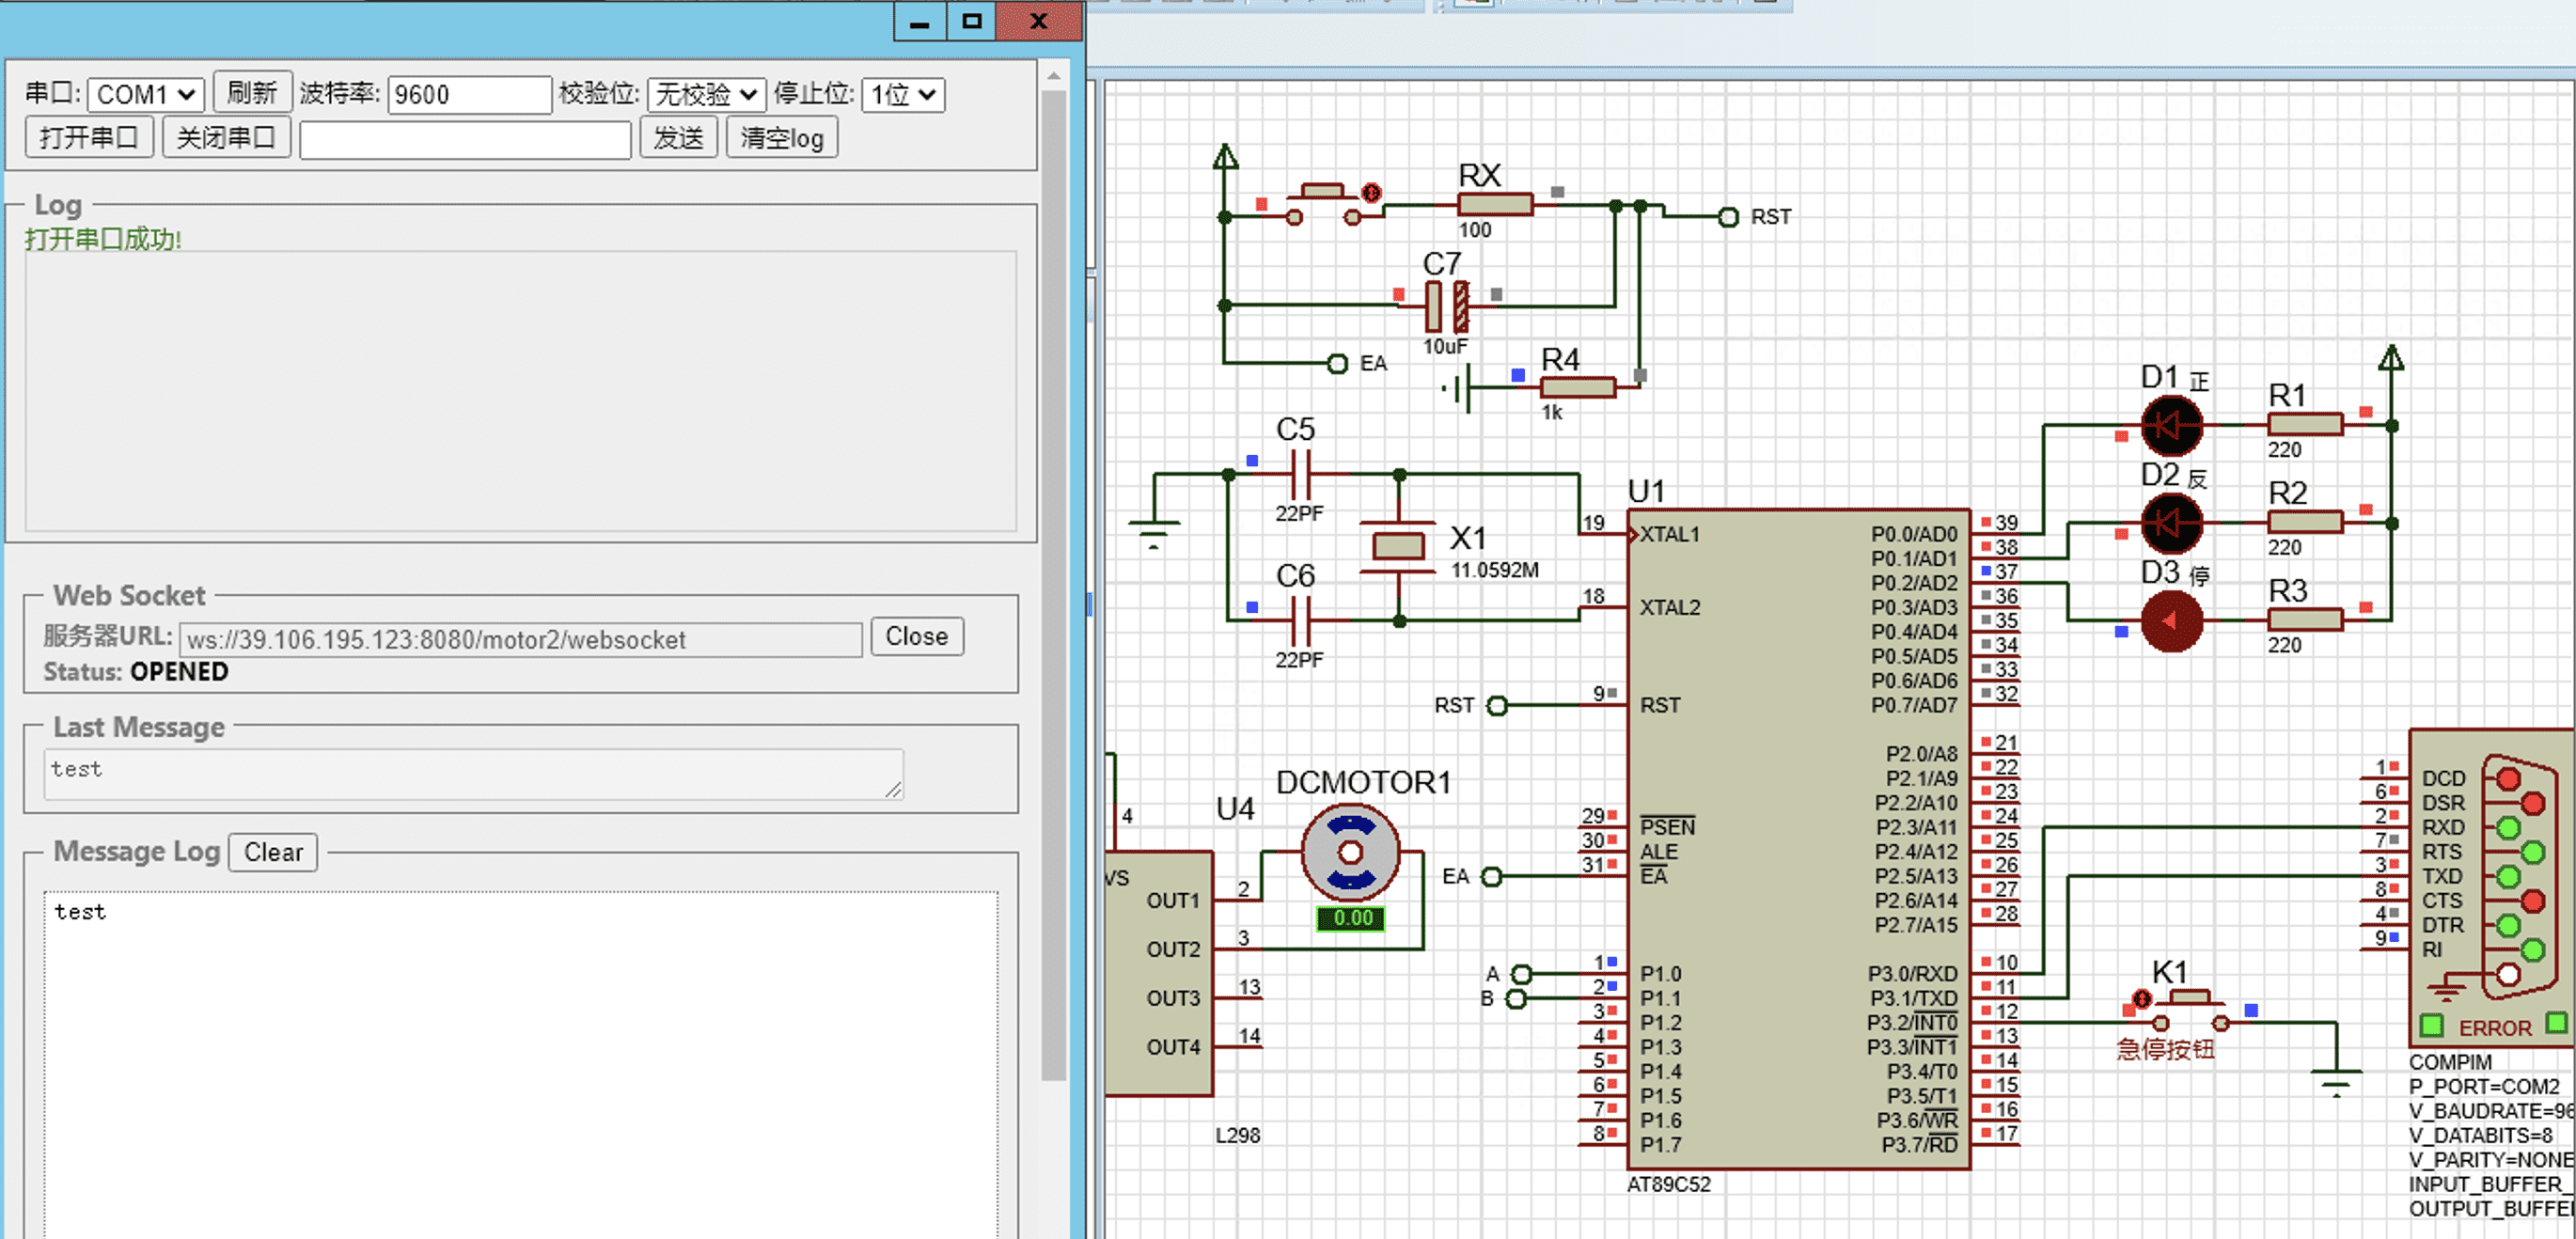 串口: COM1 刷新 波特率: 9600 校验位: 无校验 停止位: 1位
打开串口 关闭串口 发送 清空log
Log
打开串口成功!
Web Socket
服务器URL: ws://39.106.195.123:8080/motor2/websocket Close
Status: OPENED
Last Message
test
Message Log Clear
test
RX
100
RST
C7
10uF
EA
R4
1k
C5
22PF
X1
11.0592M
C6
22PF
RST
DCMOTOR1
0.00
U4
4
VS
OUT1 2
OUT2 3
OUT3 13
OUT4 14
L298
EA
A
B
U1
19 XTAL1
18 XTAL2
9 RST
29 PSEN
30 ALE
31 EA
1 P1.0
2 P1.1
3 P1.2
4 P1.3
5 P1.4
6 P1.5
7 P1.6
8 P1.7
P0.0/AD0 39
P0.1/AD1 38
P0.2/AD2 37
P0.3/AD3 36
P0.4/AD4 35
P0.5/AD5 34
P0.6/AD6 33
P0.7/AD7 32
P2.0/A8 21
P2.1/A9 22
P2.2/A10 23
P2.3/A11 24
P2.4/A12 25
P2.5/A13 26
P2.6/A14 27
P2.7/A15 28
P3.0/RXD 10
P3.1/TXD 11
P3.2/INT0 12
P3.3/INT1 13
P3.4/T0 14
P3.5/T1 15
P3.6/WR 16
P3.7/RD 17
AT89C52
D1 正
R1
220
D2 反
R2
220
D3 停
R3
220
K1
急停按钮
1 DCD
6 DSR
2 RXD
7 RTS
3 TXD
8 CTS
4 DTR
9 RI
ERROR
COMPIM
P_PORT=COM2
V_BAUDRATE=96
V_DATABITS=8
V_PARITY=NONE
INPUT_BUFFER_
OUTPUT_BUFFE